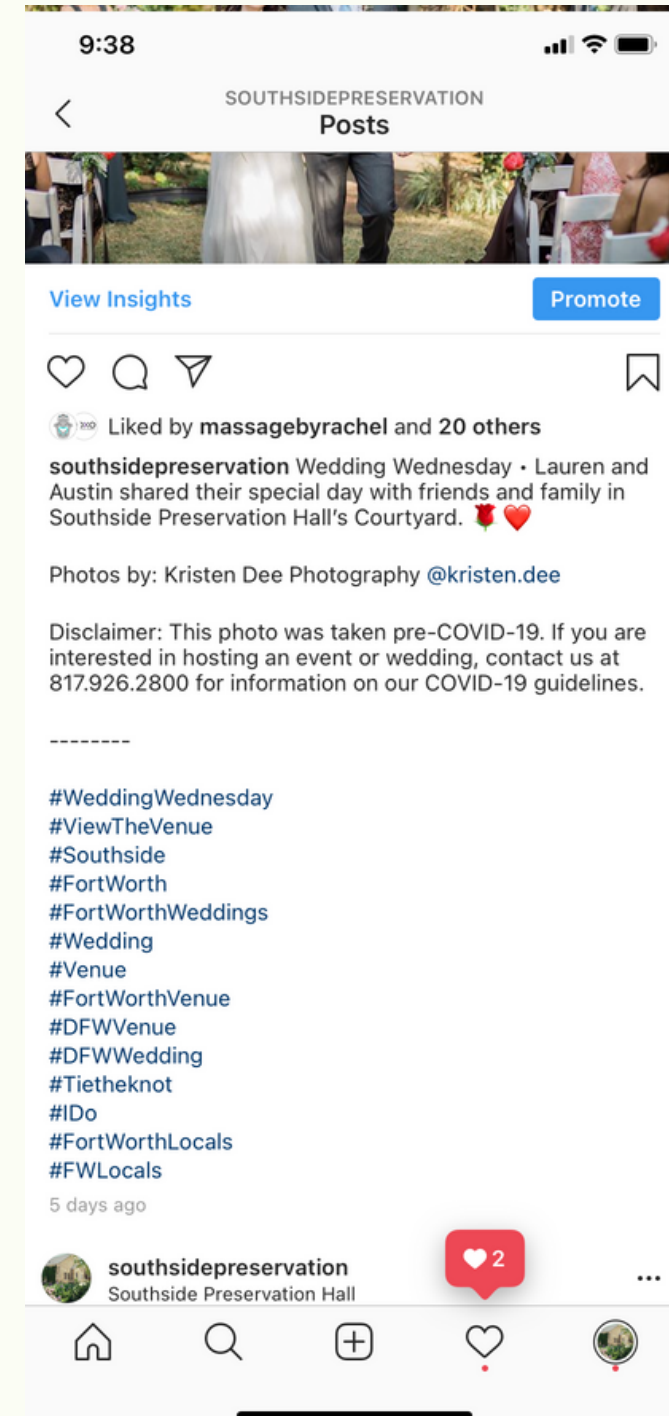 9:38
SOUTHSIDEPRESERVATION
Posts
View Insights
Promote
Liked by massagebyrachel and 20 others
southsidepreservation Wedding Wednesday • Lauren and
Austin shared their special day with friends and family in
Southside Preservation Hall's Courtyard. 🌹❤️
Photos by: Kristen Dee Photography @kristen.dee
Disclaimer: This photo was taken pre-COVID-19. If you are
interested in hosting an event or wedding, contact us at
817.926.2800 for information on our COVID-19 guidelines.
--------
#WeddingWednesday
#ViewTheVenue
#Southside
#FortWorth
#FortWorthWeddings
#Wedding
#Venue
#FortWorthVenue
#DFWVenue
#DFWWedding
#Tietheknot
#IDo
#FortWorthLocals
#FWLocals
5 days ago
southsidepreservation
Southside Preservation Hall
2